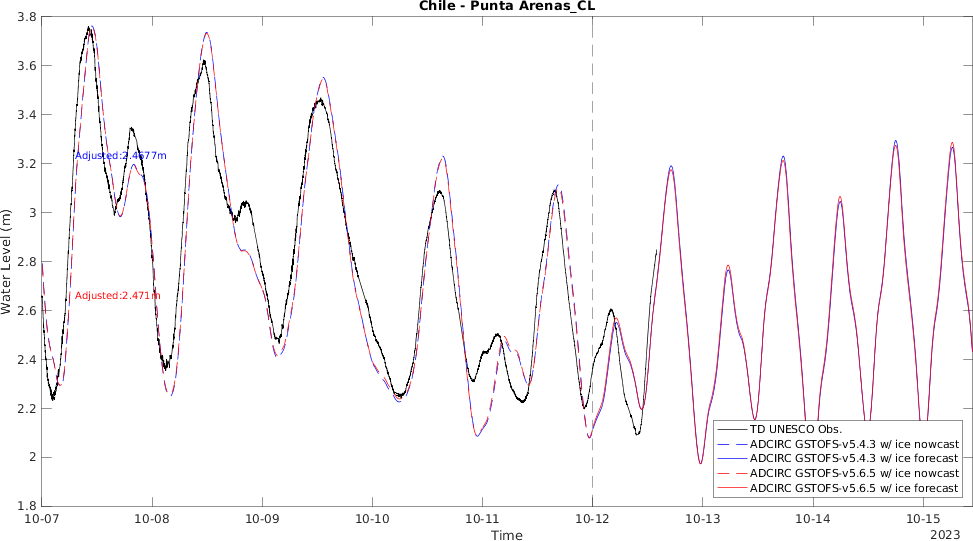 Chile - Punta Arenas_CL
3.8
3.6
3.4
3.2
3
2.8
2.6
2.4
2.2
2
1.8
Water Level (m)
Adjusted:2.4677m
Adjusted:2.471m
TD UNESCO Obs.
ADCIRC GSTOFS-v5.4.3 w/ ice nowcast
ADCIRC GSTOFS-v5.4.3 w/ ice forecast
ADCIRC GSTOFS-v5.6.5 w/ ice nowcast
ADCIRC GSTOFS-v5.6.5 w/ ice forecast
10-07 10-08 10-09 10-10 10-11 10-12 10-13 10-14 10-15
Time
2023